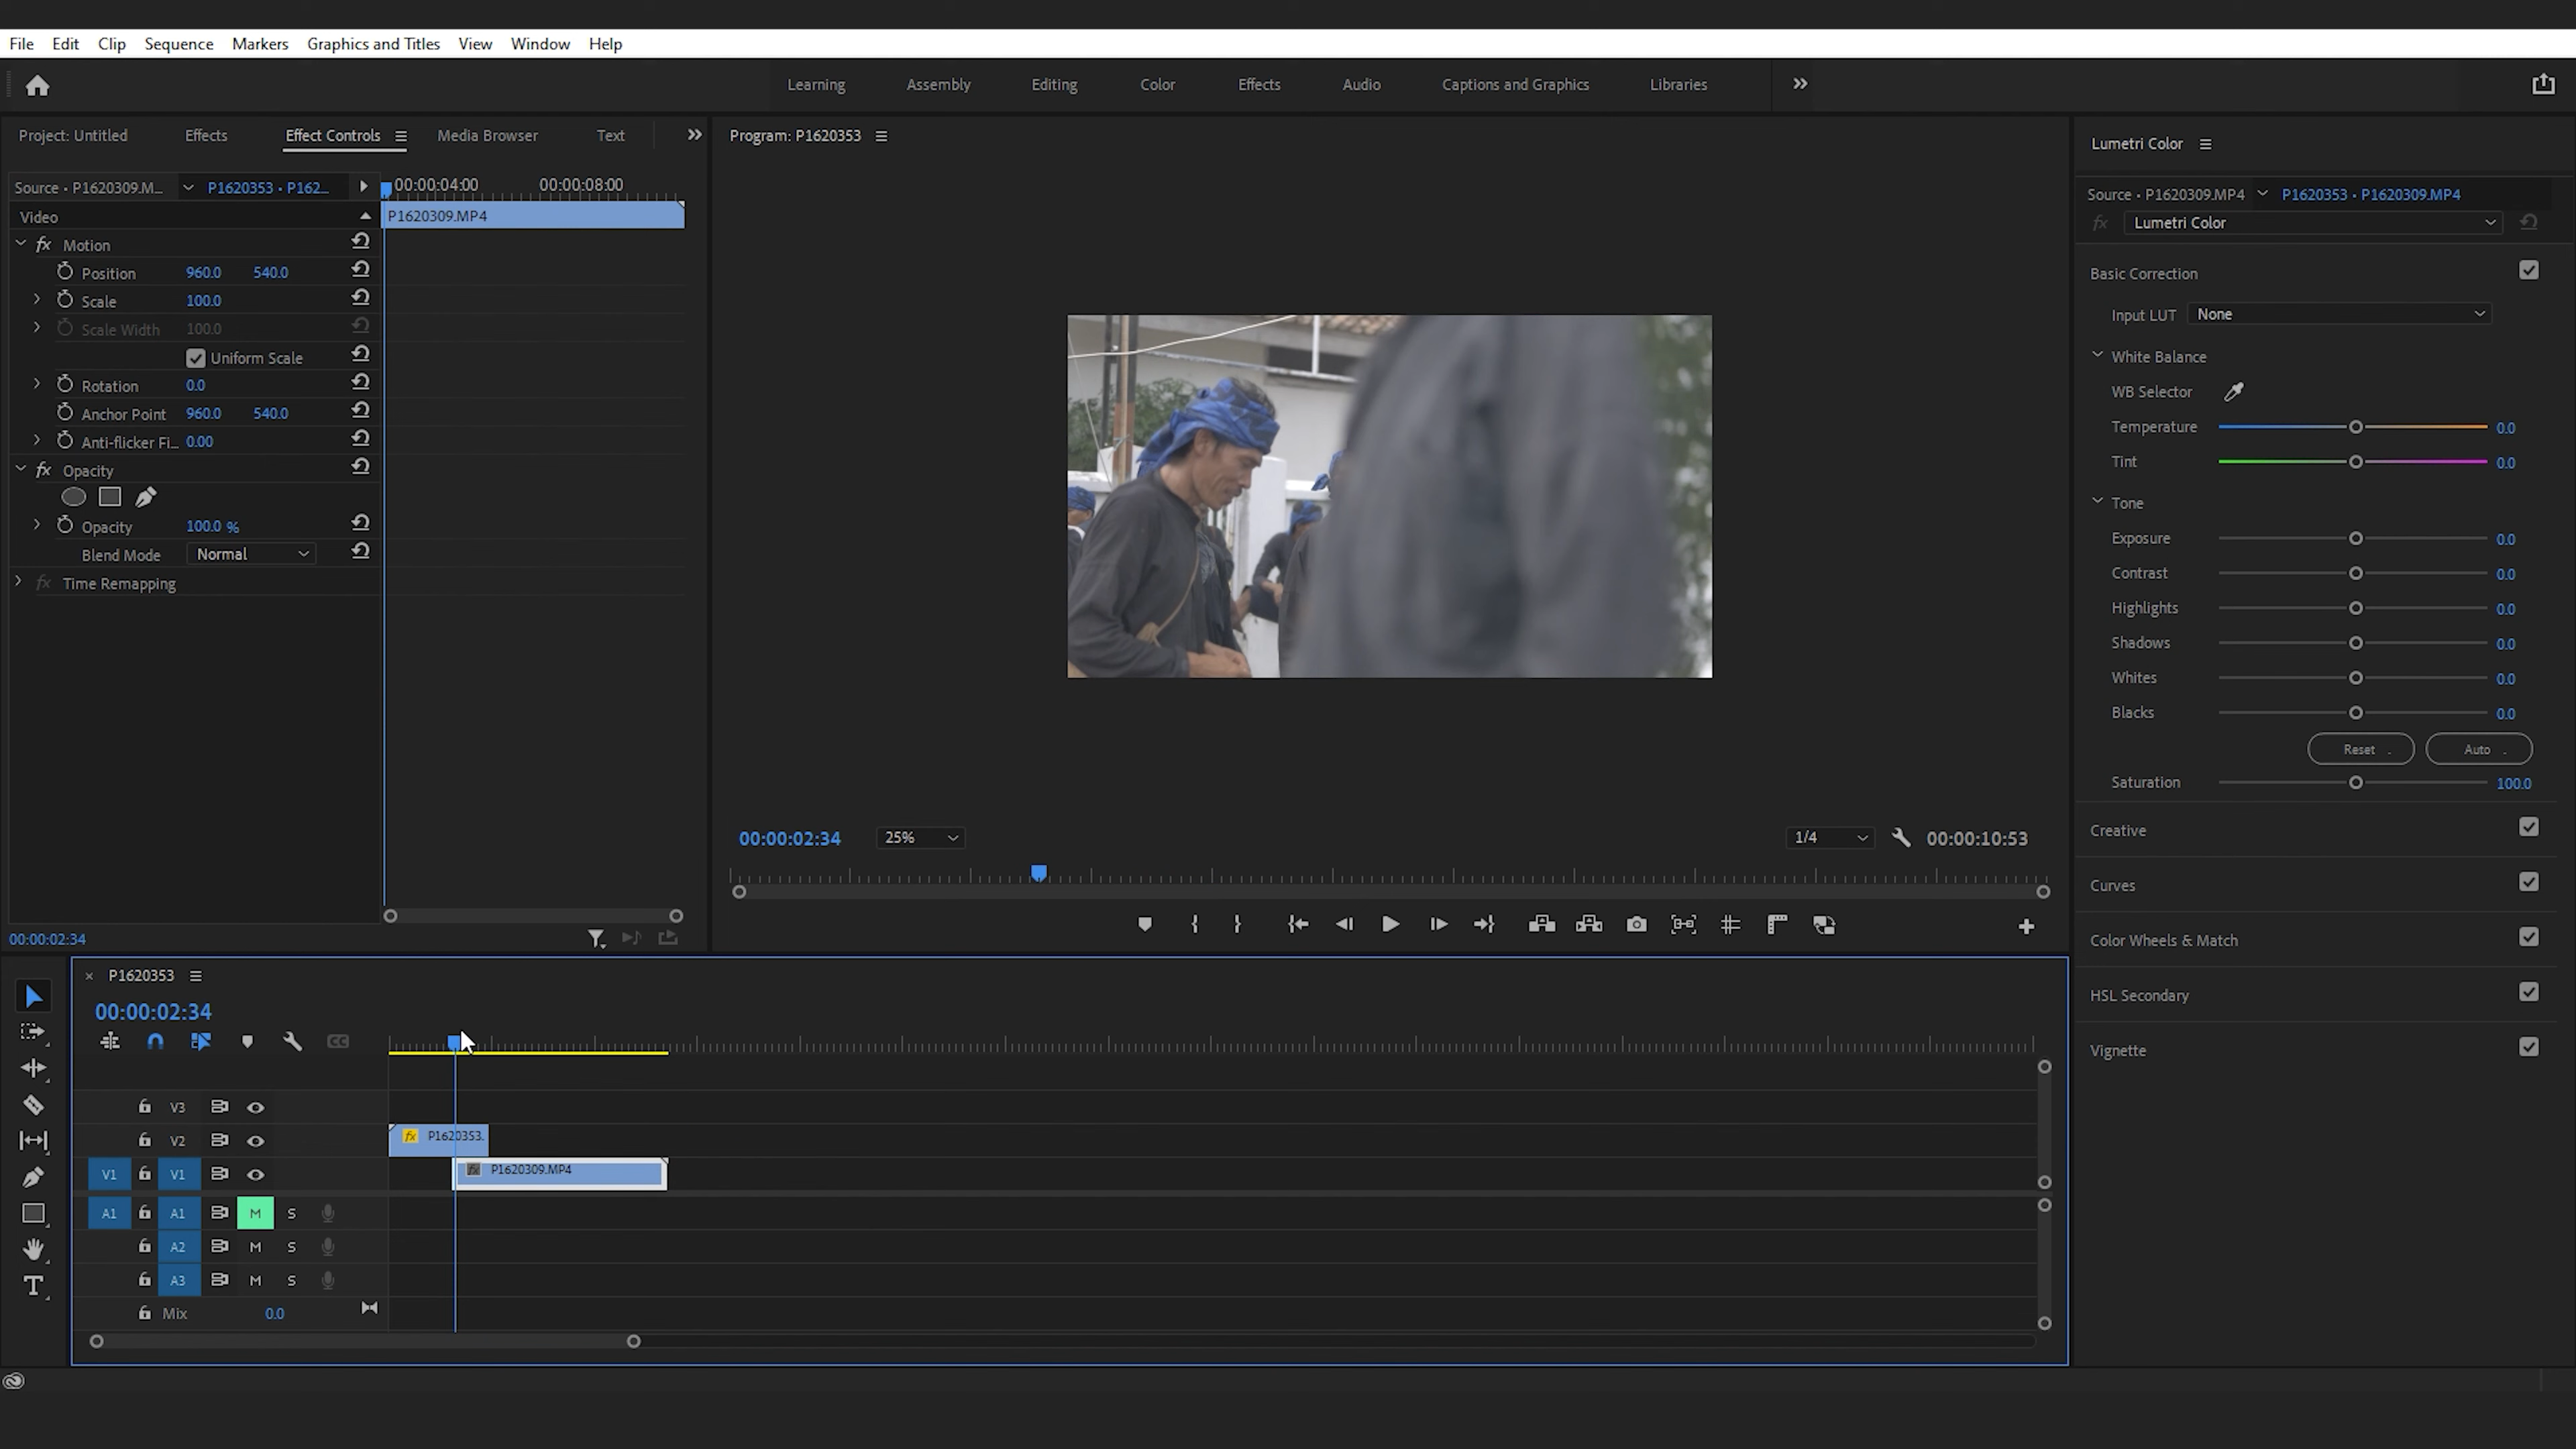 File Edit Clip Sequence Markers Graphics and Titles View Window Help
Learning Assembly Editing Color Effects Audio Captions and Graphics Libraries
Project: Untitled Effects Effect Controls Media Browser Text
Source • P1620309.M... P1620353 • P162...
00:00:04:00 00:00:08:00
Video
P1620309.MP4
fx Motion
Position 960.0 540.0
Scale 100.0
Scale Width 100.0
Uniform Scale
Rotation 0.0
Anchor Point 960.0 540.0
Anti-flicker Fi... 0.00
fx Opacity
Opacity 100.0 %
Blend Mode Normal
fx Time Remapping
00:00:02:34
Program: P1620353
00:00:02:34 25% 1/4 00:00:10:53
Lumetri Color
Source • P1620309.MP4 P1620353 • P1620309.MP4
fx Lumetri Color
Basic Correction
Input LUT None
White Balance
WB Selector
Temperature 0.0
Tint 0.0
Tone
Exposure 0.0
Contrast 0.0
Highlights 0.0
Shadows 0.0
Whites 0.0
Blacks 0.0
Reset Auto
Saturation 100.0
Creative
Curves
Color Wheels & Match
HSL Secondary
Vignette
× P1620353
00:00:02:34
CC
V3
V2 fx P1620353.
V1 V1 fx P1620309.MP4
A1 A1 M S
A2 M S
A3 M S
Mix 0.0
T